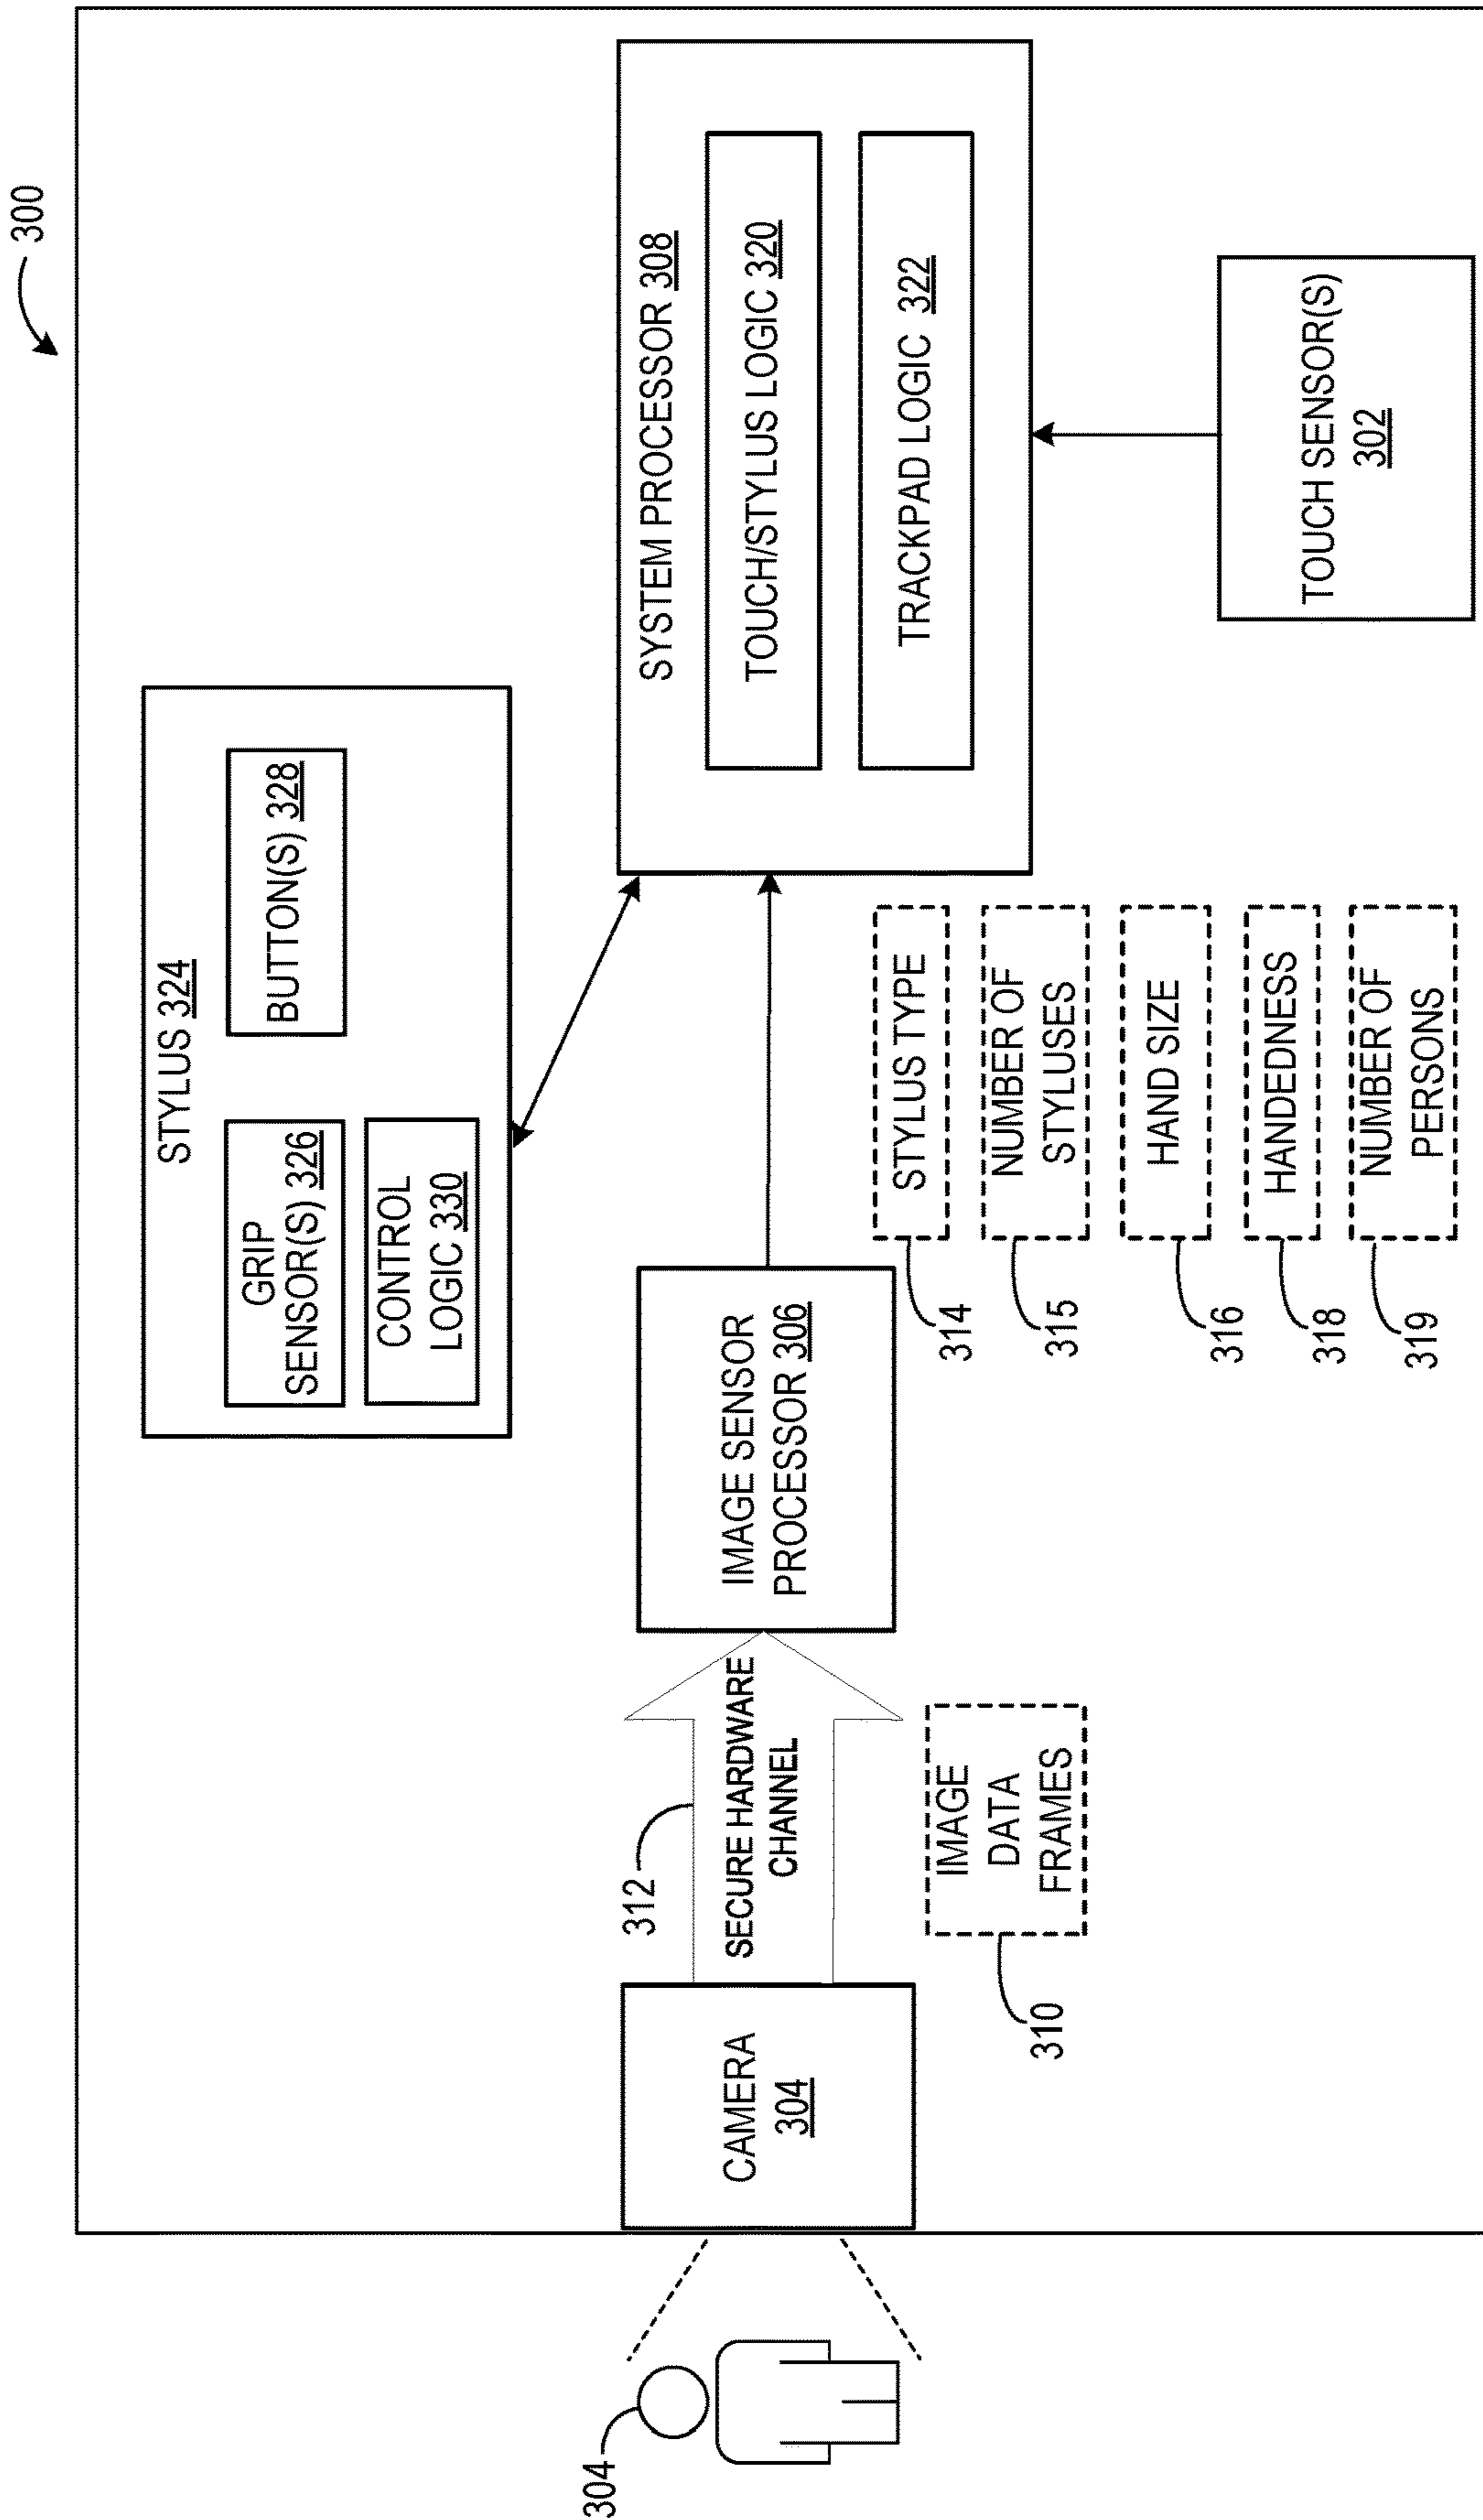 300
STYLUS 324
GRIP
SENSOR(S) 326
BUTTON(S) 328
CONTROL
LOGIC 330
SYSTEM PROCESSOR 308
TOUCH/STYLUS LOGIC 320
TRACKPAD LOGIC 322
304
CAMERA
304
312
SECURE HARDWARE
CHANNEL
IMAGE SENSOR
PROCESSOR 306
310
IMAGE
DATA
FRAMES
314
STYLUS TYPE
315
NUMBER OF
STYLUSES
316
HAND SIZE
318
HANDEDNESS
319
NUMBER OF
PERSONS
TOUCH SENSOR(S)
302